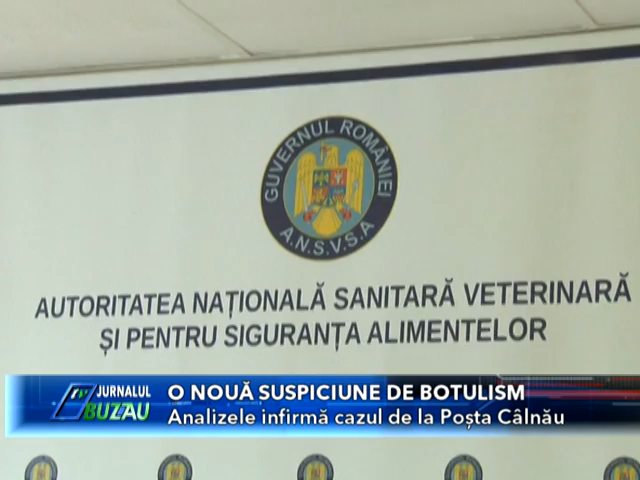 GUVERNUL ROMÂNIEI
A.N.S.V.S.A
AUTORITATEA NAȚIONALĂ SANITARĂ VETERINARĂ
ȘI PENTRU SIGURANȚA ALIMENTELOR
TV JURNALUL
BUZAU
O NOUĂ SUSPICIUNE DE BOTULISM
Analizele infirmă cazul de la Poșta Câlnău